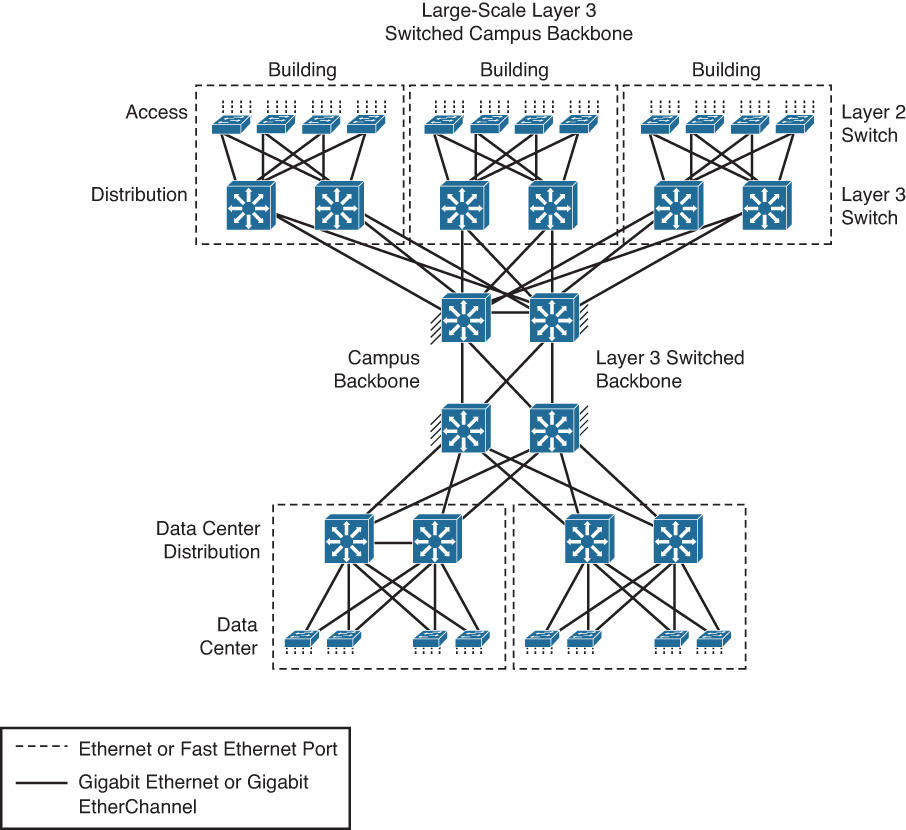 Large-Scale Layer 3
Switched Campus Backbone
Building
Building
Building
Access
Layer 2
Switch
Distribution
Layer 3
Switch
Campus
Backbone
Layer 3 Switched
Backbone
Data Center
Distribution
Data
Center
Ethernet or Fast Ethernet Port
Gigabit Ethernet or Gigabit
EtherChannel